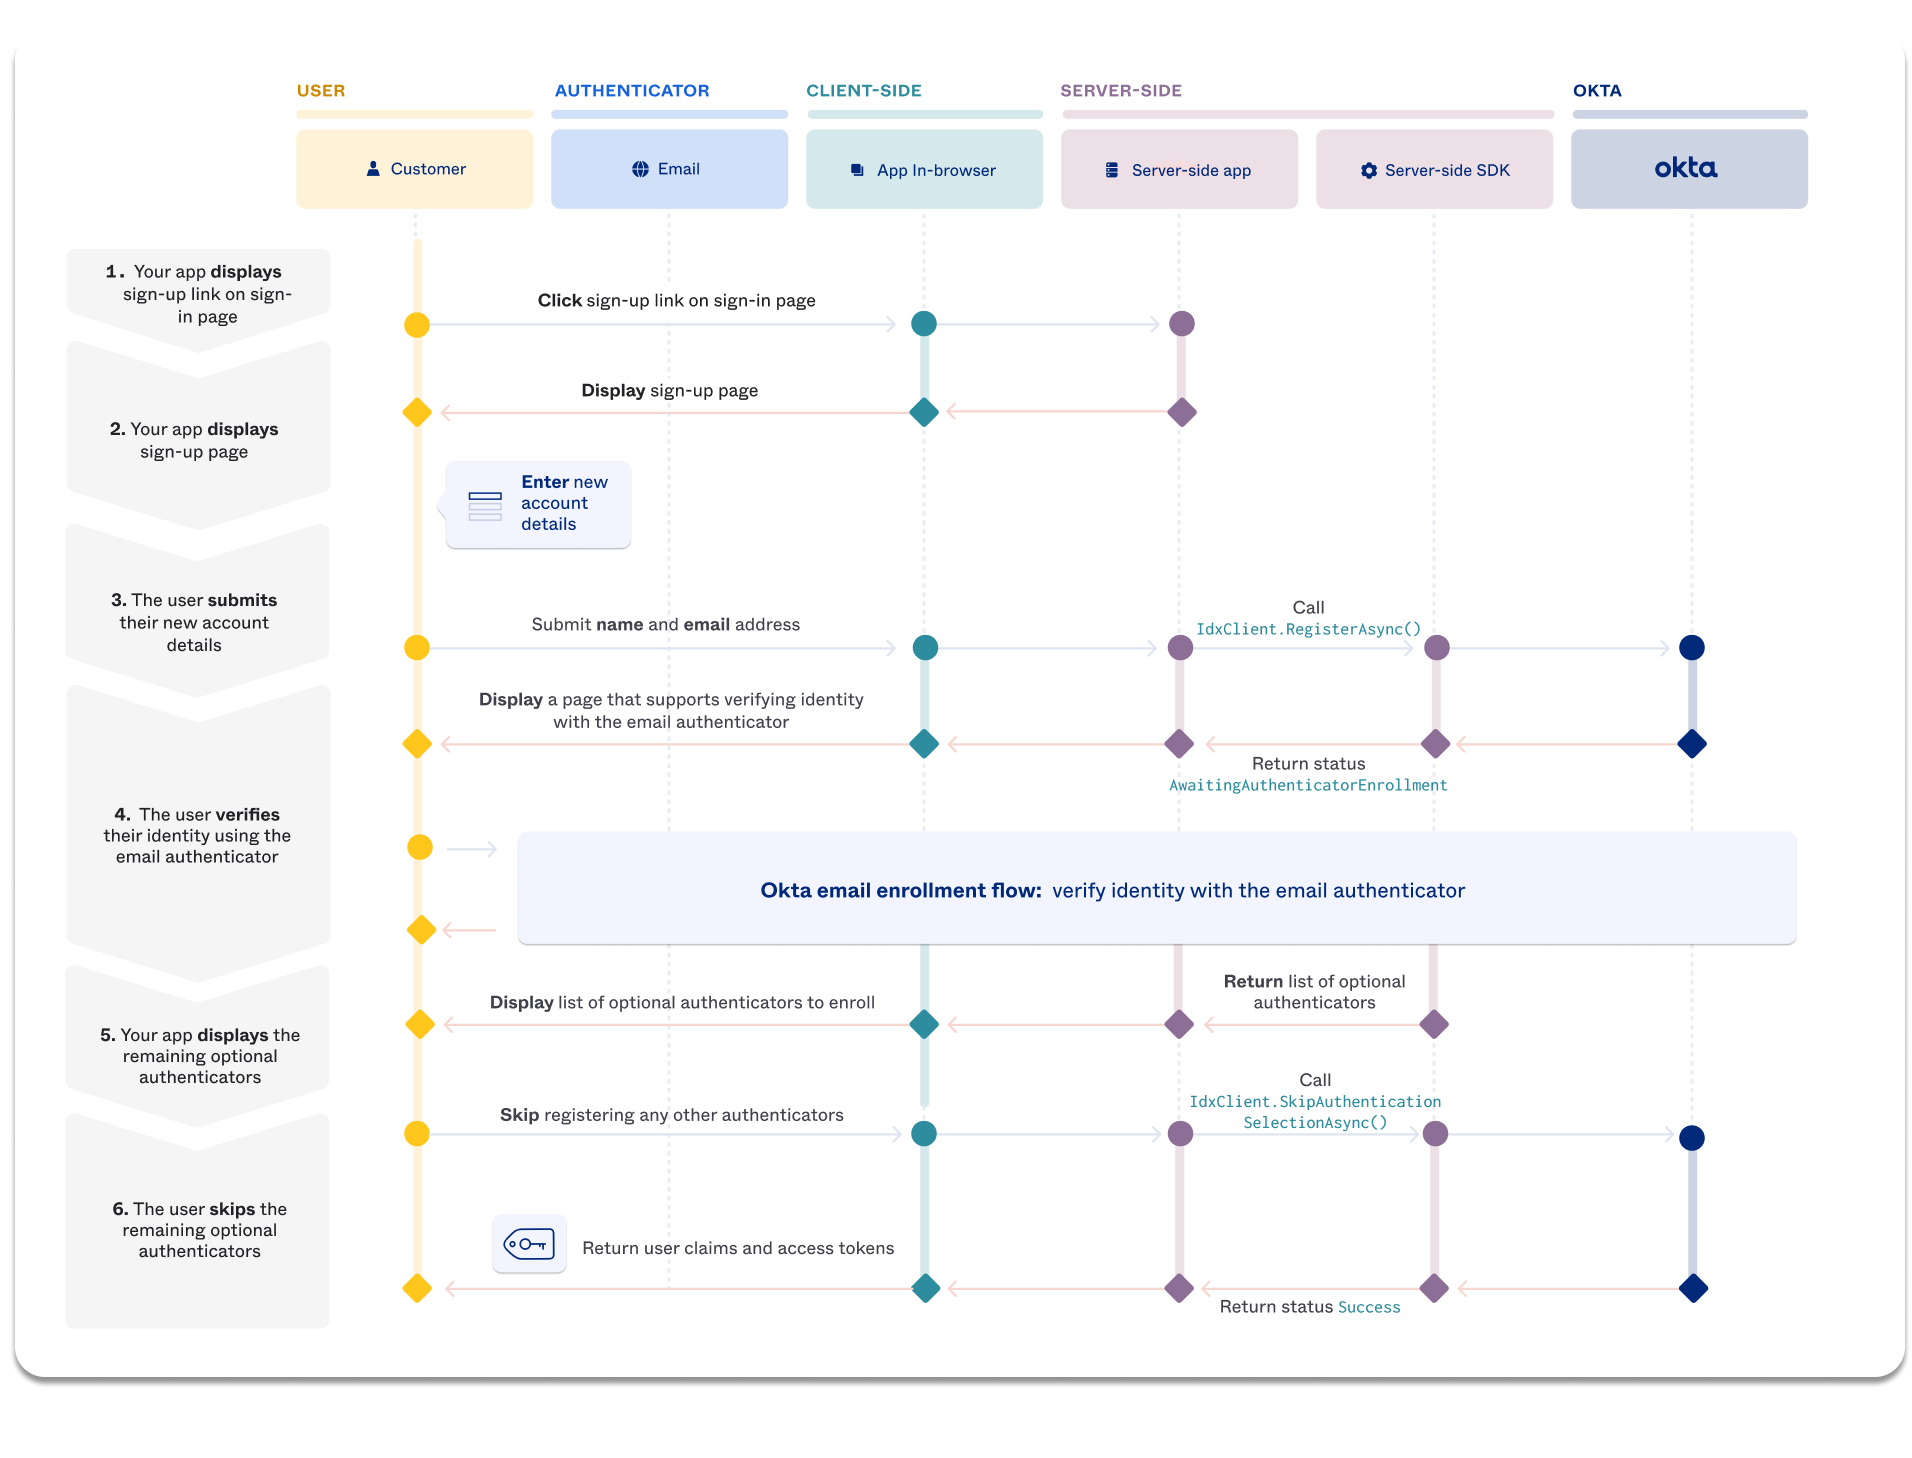 USER
AUTHENTICATOR
CLIENT-SIDE
SERVER-SIDE
OKTA
Customer
Email
App In-browser
Server-side app
Server-side SDK
okta
1. Your app displays
sign-up link on sign-
in page
Click sign-up link on sign-in page
Display sign-up page
2. Your app displays
sign-up page
Enter new
account
details
3. The user submits
their new account
details
Submit name and email address
Call
IdxClient.RegisterAsync()
Display a page that supports verifying identity
with the email authenticator
Return status
AwaitingAuthenticatorEnrollment
4. The user verifies
their identity using the
email authenticator
Okta email enrollment flow: verify identity with the email authenticator
5. Your app displays the
remaining optional
authenticators
Display list of optional authenticators to enroll
Return list of optional
authenticators
Skip registering any other authenticators
Call
IdxClient.SkipAuthentication
SelectionAsync()
6. The user skips the
remaining optional
authenticators
Return user claims and access tokens
Return status Success